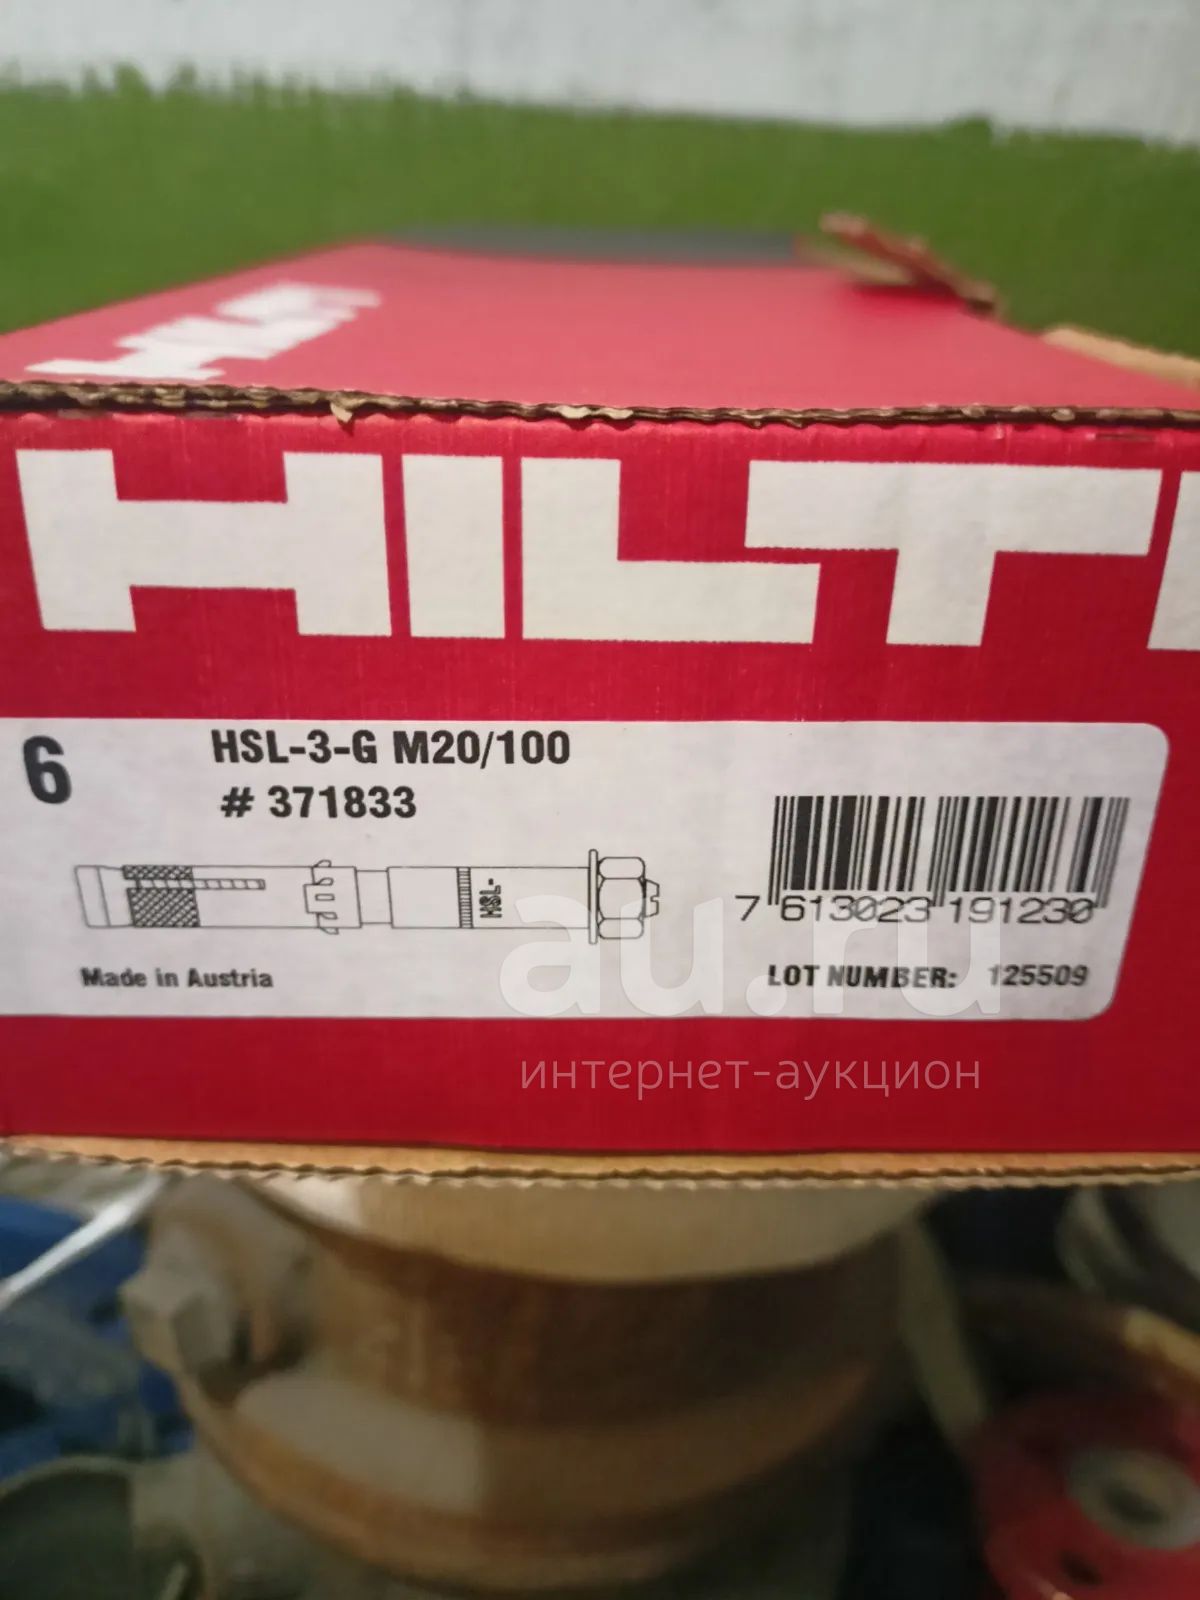 HILTI
HILTI
6
HSL-3-G M20/100
# 371833
HSL-
7 613023 191230
Made in Austria
LOT NUMBER: 125509
au.ru
интернет-аукцион